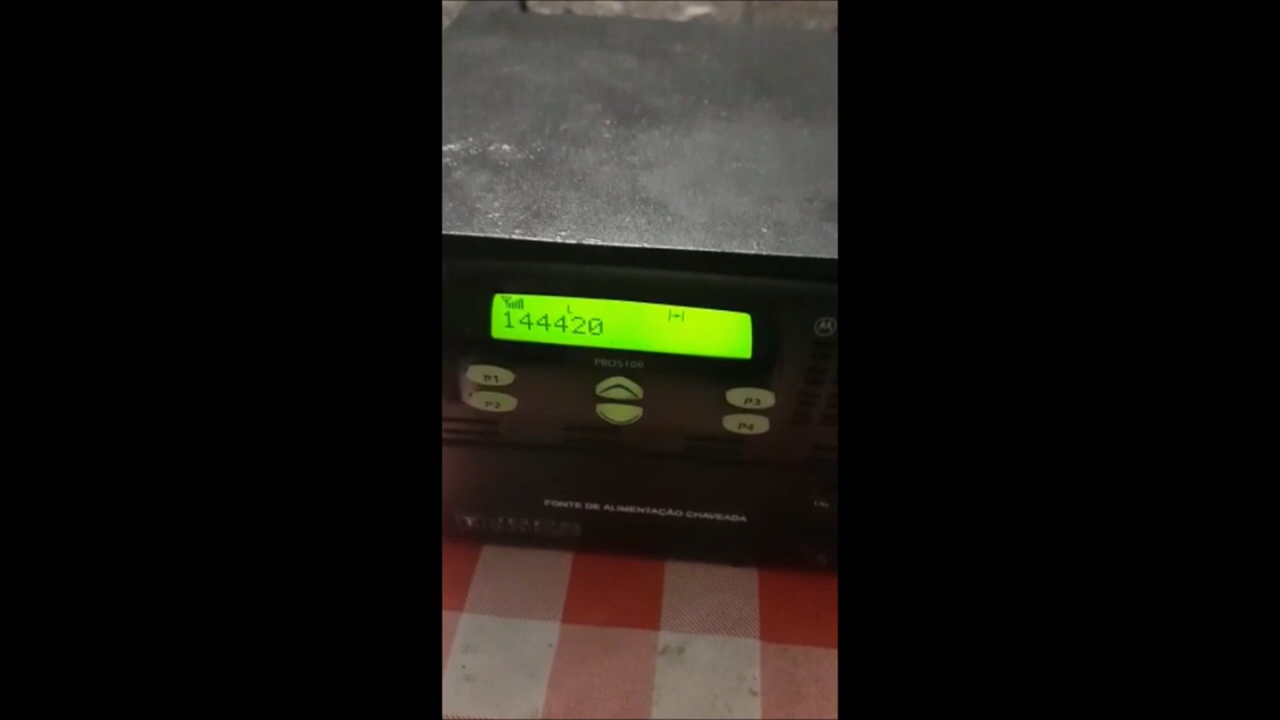 L
144420
PRO5100
P1
P2
P3
P4
FONTE DE ALIMENTAÇÃO CHAVEADA